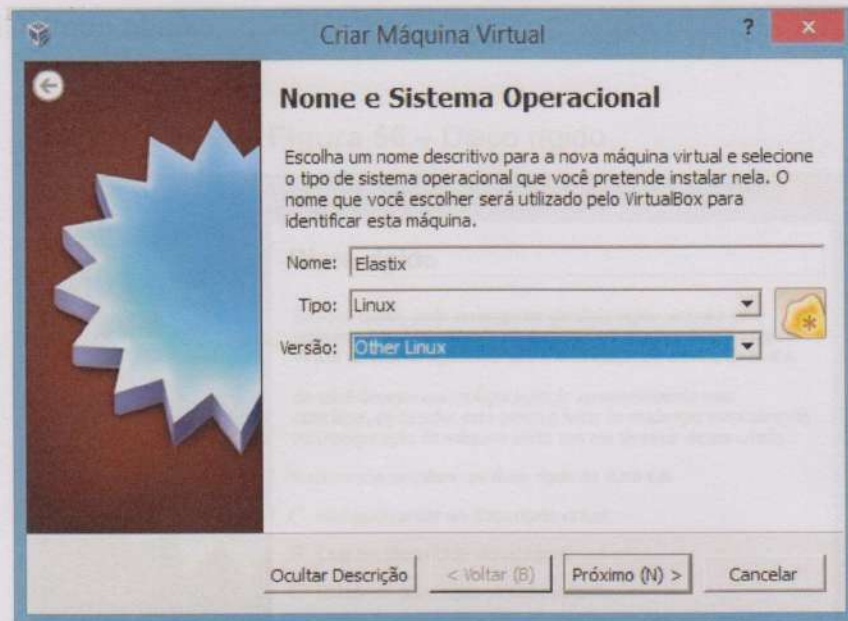 Criar Máquina Virtual
?
Nome e Sistema Operacional
Escolha um nome descritivo para a nova máquina virtual e selecione
o tipo de sistema operacional que você pretende instalar nela. O
nome que você escolher será utilizado pelo VirtualBox para
identificar esta máquina.
Nome: Elastix
Tipo: Linux
Versão: Other Linux
Ocultar Descrição
< Voltar (B)
Próximo (N) >
Cancelar